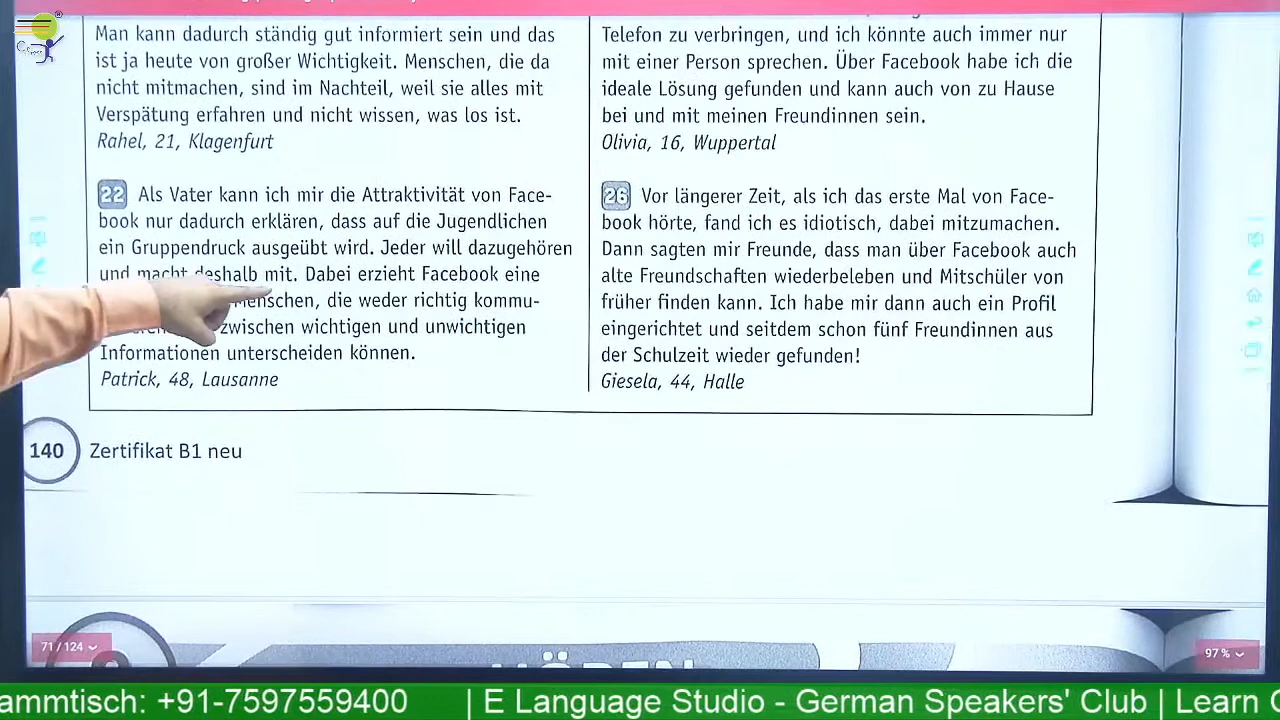 Man kann dadurch ständig gut informiert sein und das
ist ja heute von großer Wichtigkeit. Menschen, die da
nicht mitmachen, sind im Nachteil, weil sie alles mit
Verspätung erfahren und nicht wissen, was los ist.
Rahel, 21, Klagenfurt
22 Als Vater kann ich mir die Attraktivität von Face-
book nur dadurch erklären, dass auf die Jugendlichen
ein Gruppendruck ausgeübt wird. Jeder will dazugehören
und macht deshalb mit. Dabei erzieht Facebook eine
Menschen, die weder richtig kommu-
zwischen wichtigen und unwichtigen
Informationen unterscheiden können.
Patrick, 48, Lausanne
Telefon zu verbringen, und ich könnte auch immer nur
mit einer Person sprechen. Über Facebook habe ich die
ideale Lösung gefunden und kann auch von zu Hause
bei und mit meinen Freundinnen sein.
Olivia, 16, Wuppertal
26 Vor längerer Zeit, als ich das erste Mal von Face-
book hörte, fand ich es idiotisch, dabei mitzumachen.
Dann sagten mir Freunde, dass man über Facebook auch
alte Freundschaften wiederbeleben und Mitschüler von
früher finden kann. Ich habe mir dann auch ein Profil
eingerichtet und seitdem schon fünf Freundinnen aus
der Schulzeit wieder gefunden!
Giesela, 44, Halle
140 Zertifikat B1 neu
71 / 124
HÖREN
97 %
ammtisch: +91-7597559400 | E Language Studio - German Speakers' Club | Learn